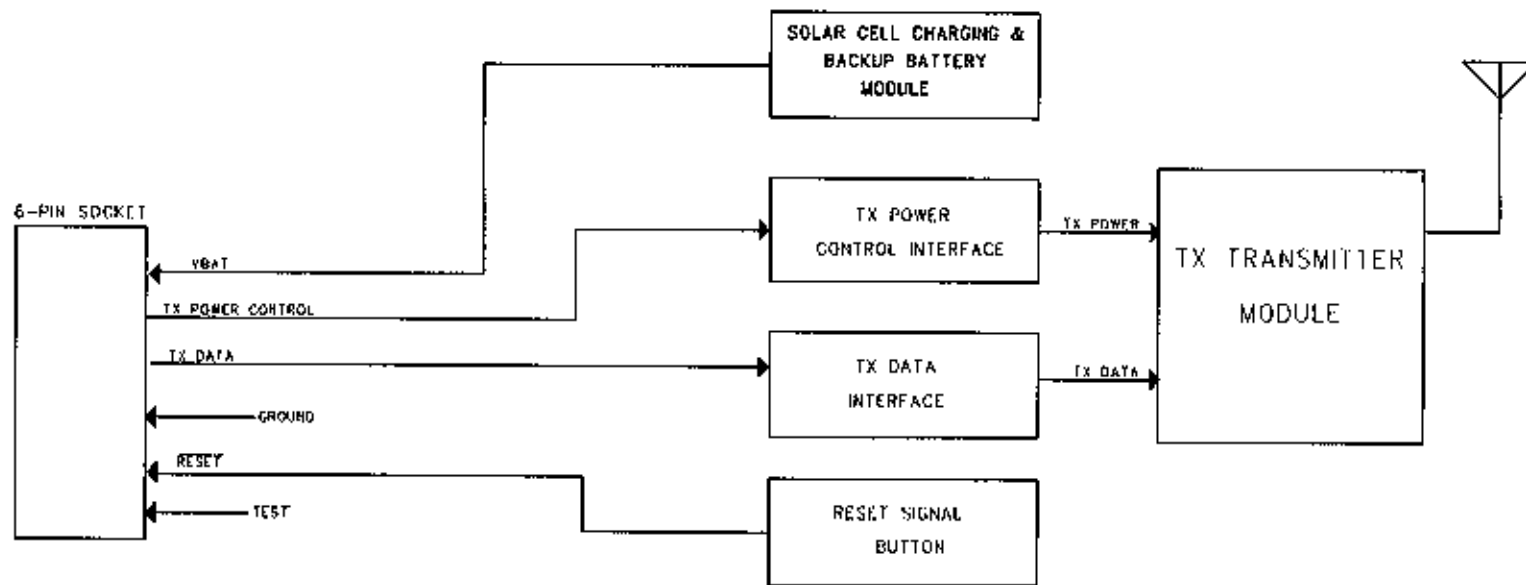 SOLAR CELL CHARGING &
BACKUP BATTERY
MODULE
6-PIN SOCKET
TX POWER
CONTROL INTERFACE
TX POWER
TX TRANSMITTER
MODULE
VBAT
TX POWER CONTROL
TX DATA
TX DATA
INTERFACE
TX DATA
GROUND
RESET
TEST
RESET SIGNAL
BUTTON